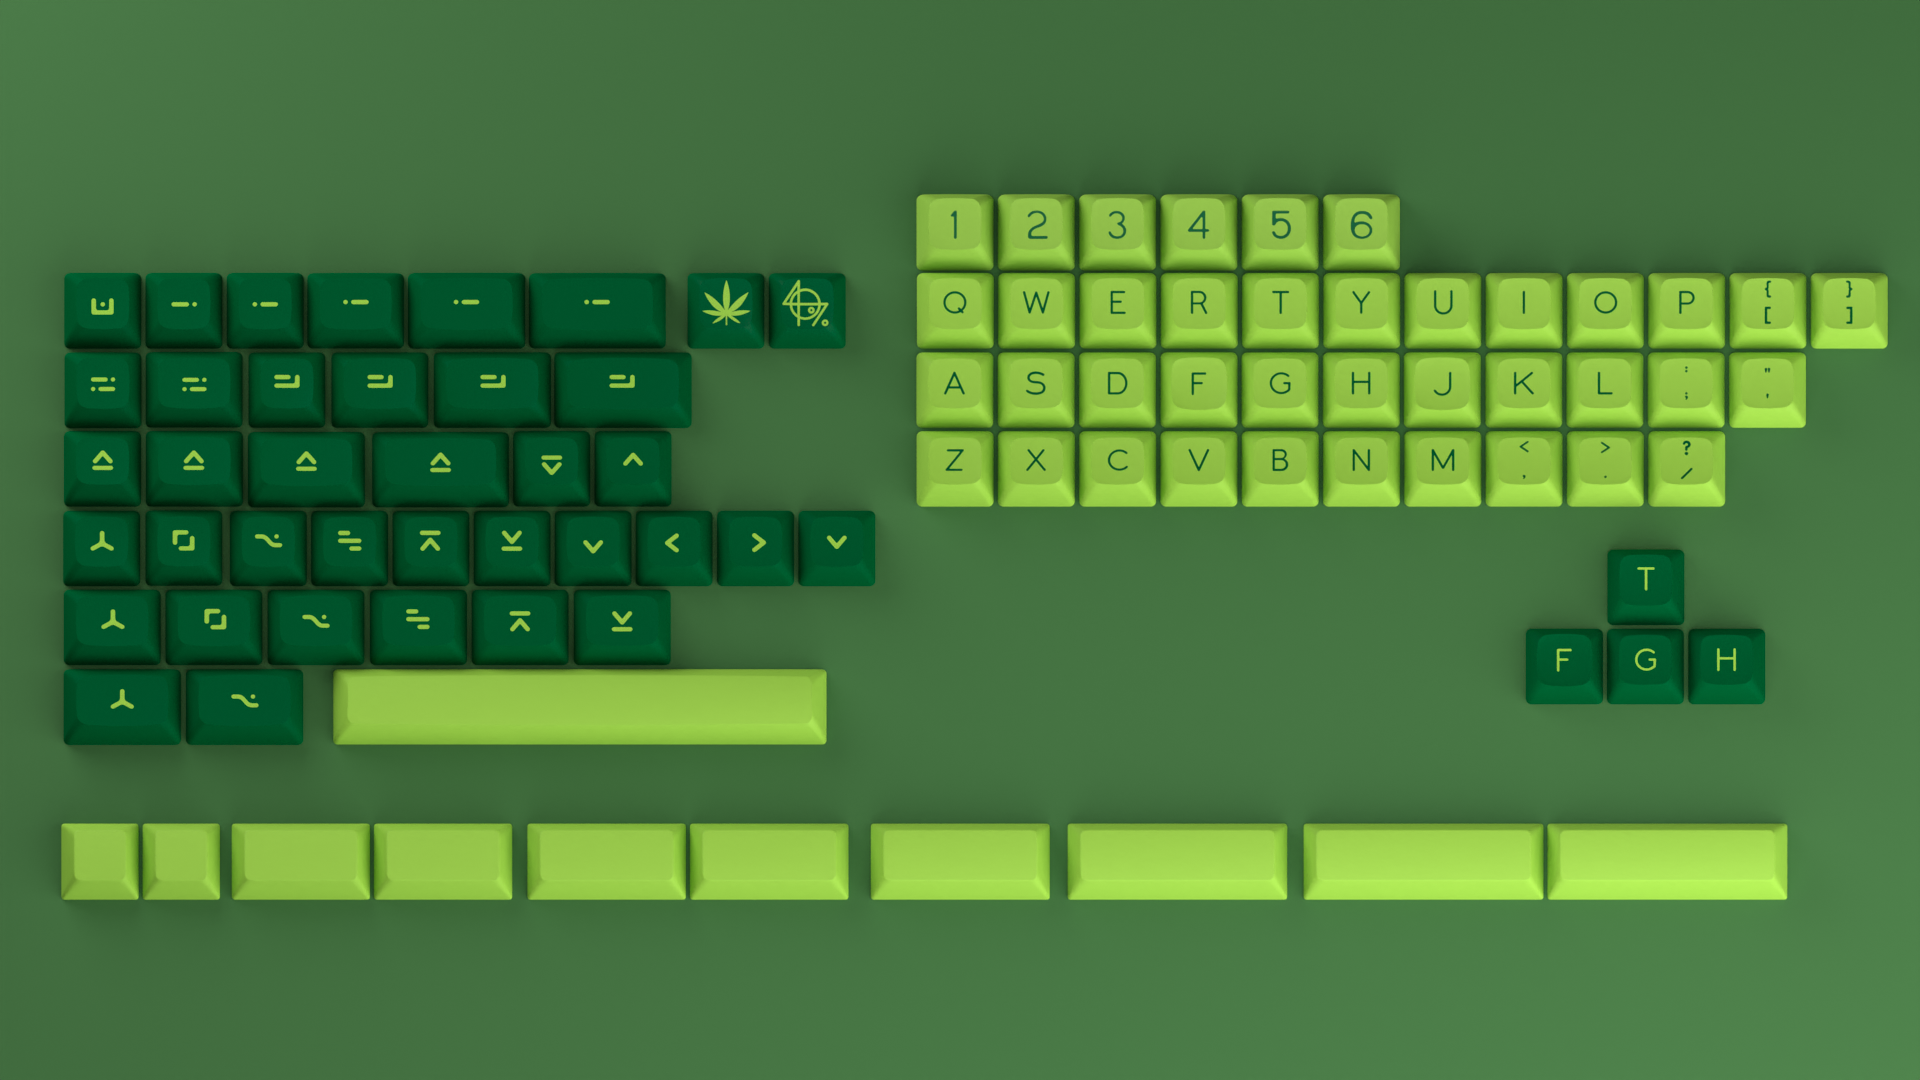 1 2 3 4 5 6
Q W E R T Y U I O P { [ } ]
A S D F G H J K L : ; " '
Z X C V B N M < , > . ? /
T
F G H